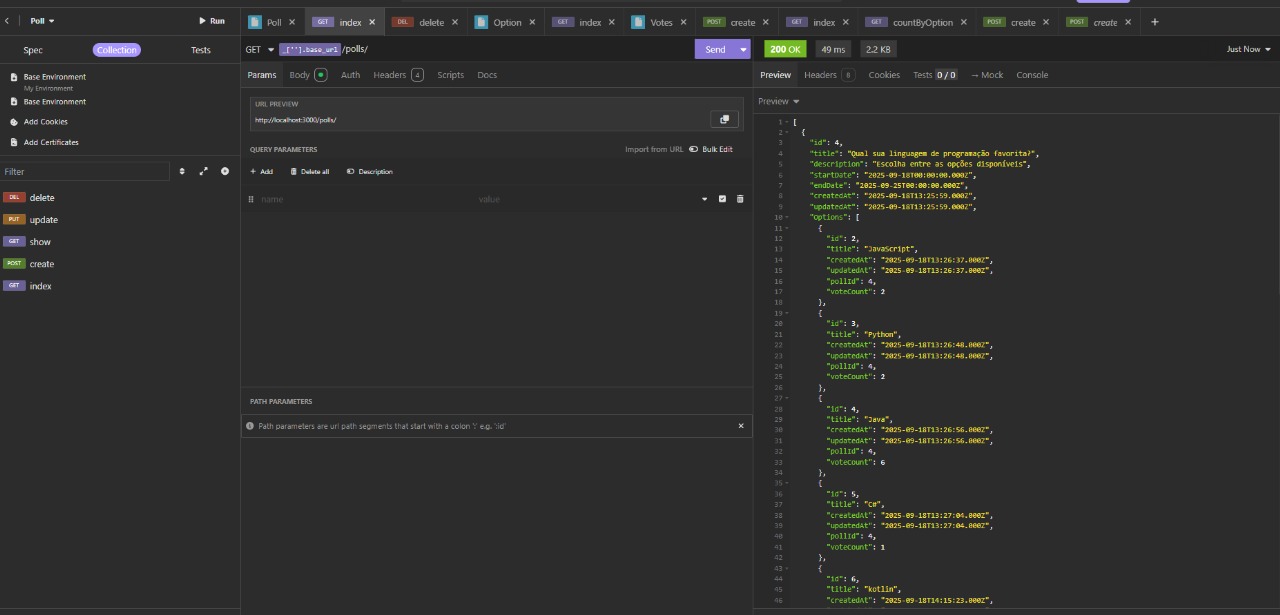 Poll
Run
Poll
GET index
DEL delete
Option
GET index
Votes
POST create
GET index
GET countByOption
POST create
POST create
Spec
Collection
Tests
GET
_[''].base_url /polls/
Send
200 OK
49 ms
2.2 KB
Just Now
Base Environment
My Environment
Base Environment
Add Cookies
Add Certificates
Filter
DEL delete
PUT update
GET show
POST create
GET index
Params
Body
Auth
Headers 4
Scripts
Docs
URL PREVIEW
http://localhost:3000/polls/
QUERY PARAMETERS
Import from URL
Bulk Edit
+ Add
Delete all
Description
name
value
PATH PARAMETERS
Path parameters are url path segments that start with a colon ':' e.g. ':id'
Preview
Headers 8
Cookies
Tests 0 / 0
→ Mock
Console
Preview
1 [
2 {
3 "id": 4,
4 "title": "Qual sua linguagem de programação favorita?",
5 "description": "Escolha entre as opções disponíveis",
6 "startDate": "2025-09-18T00:00:00.000Z",
7 "endDate": "2025-09-25T00:00:00.000Z",
8 "createdAt": "2025-09-18T13:25:59.000Z",
9 "updatedAt": "2025-09-18T13:25:59.000Z",
10 "Options": [
11 {
12 "id": 2,
13 "title": "JavaScript",
14 "createdAt": "2025-09-18T13:26:37.000Z",
15 "updatedAt": "2025-09-18T13:26:37.000Z",
16 "pollId": 4,
17 "voteCount": 2
18 },
19 {
20 "id": 3,
21 "title": "Python",
22 "createdAt": "2025-09-18T13:26:48.000Z",
23 "updatedAt": "2025-09-18T13:26:48.000Z",
24 "pollId": 4,
25 "voteCount": 2
26 },
27 {
28 "id": 4,
29 "title": "Java",
30 "createdAt": "2025-09-18T13:26:56.000Z",
31 "updatedAt": "2025-09-18T13:26:56.000Z",
32 "pollId": 4,
33 "voteCount": 6
34 },
35 {
36 "id": 5,
37 "title": "C#",
38 "createdAt": "2025-09-18T13:27:04.000Z",
39 "updatedAt": "2025-09-18T13:27:04.000Z",
40 "pollId": 4,
41 "voteCount": 1
42 },
43 {
44 "id": 6,
45 "title": "kotlin",
46 "createdAt": "2025-09-18T14:15:23.000Z",